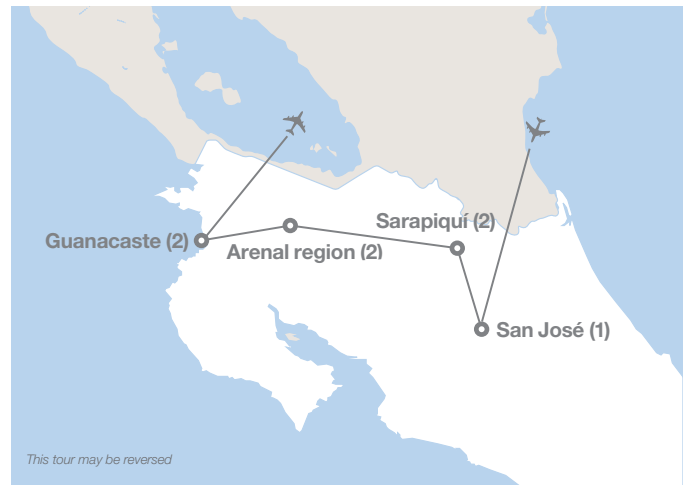 Sarapiquí (2)
Guanacaste (2)
Arenal region (2)
San José (1)
This tour may be reversed